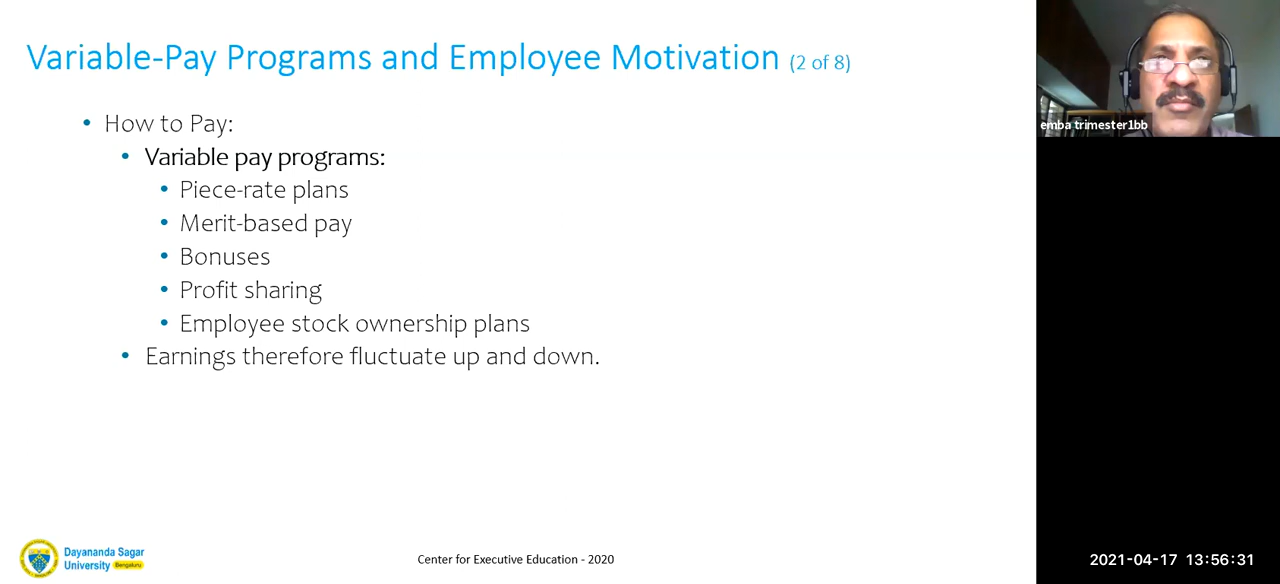 Variable-Pay Programs and Employee Motivation (2 of 8)
• How to Pay:
• Variable pay programs:
• Piece-rate plans
• Merit-based pay
• Bonuses
• Profit sharing
• Employee stock ownership plans
• Earnings therefore fluctuate up and down.
emba trimester1bb
Dayananda Sagar
University Bengaluru
Center for Executive Education - 2020
2021-04-17 13:56:31